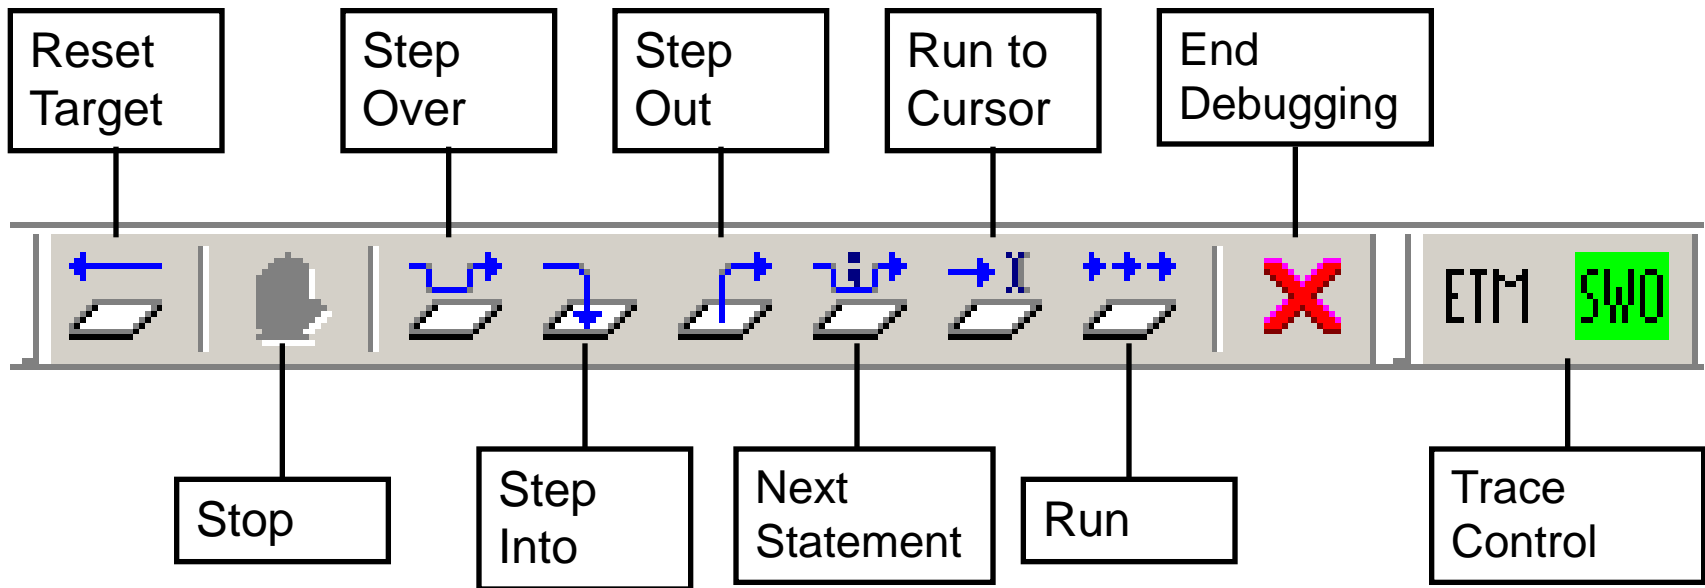 Reset
Target
Step
Over
Step
Out
Run to
Cursor
End
Debugging
ETM
SWO
Stop
Step
Into
Next
Statement
Run
Trace
Control